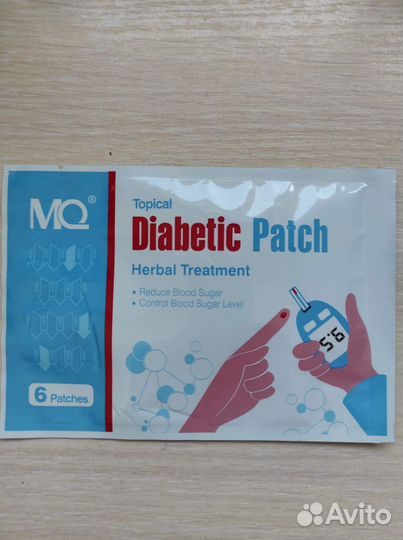 MQ®
Topical
Diabetic Patch
Herbal Treatment
• Reduce Blood Sugar
• Control Blood Sugar Level
5.6
6 Patches
Avito